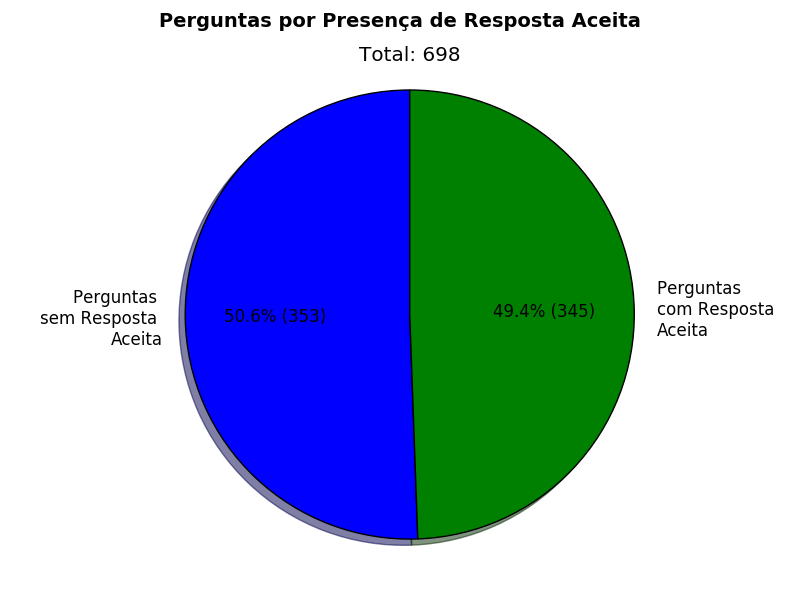 Perguntas por Presença de Resposta Aceita
Total: 698
Perguntas
sem Resposta
Aceita
50.6% (353)
49.4% (345)
Perguntas
com Resposta
Aceita